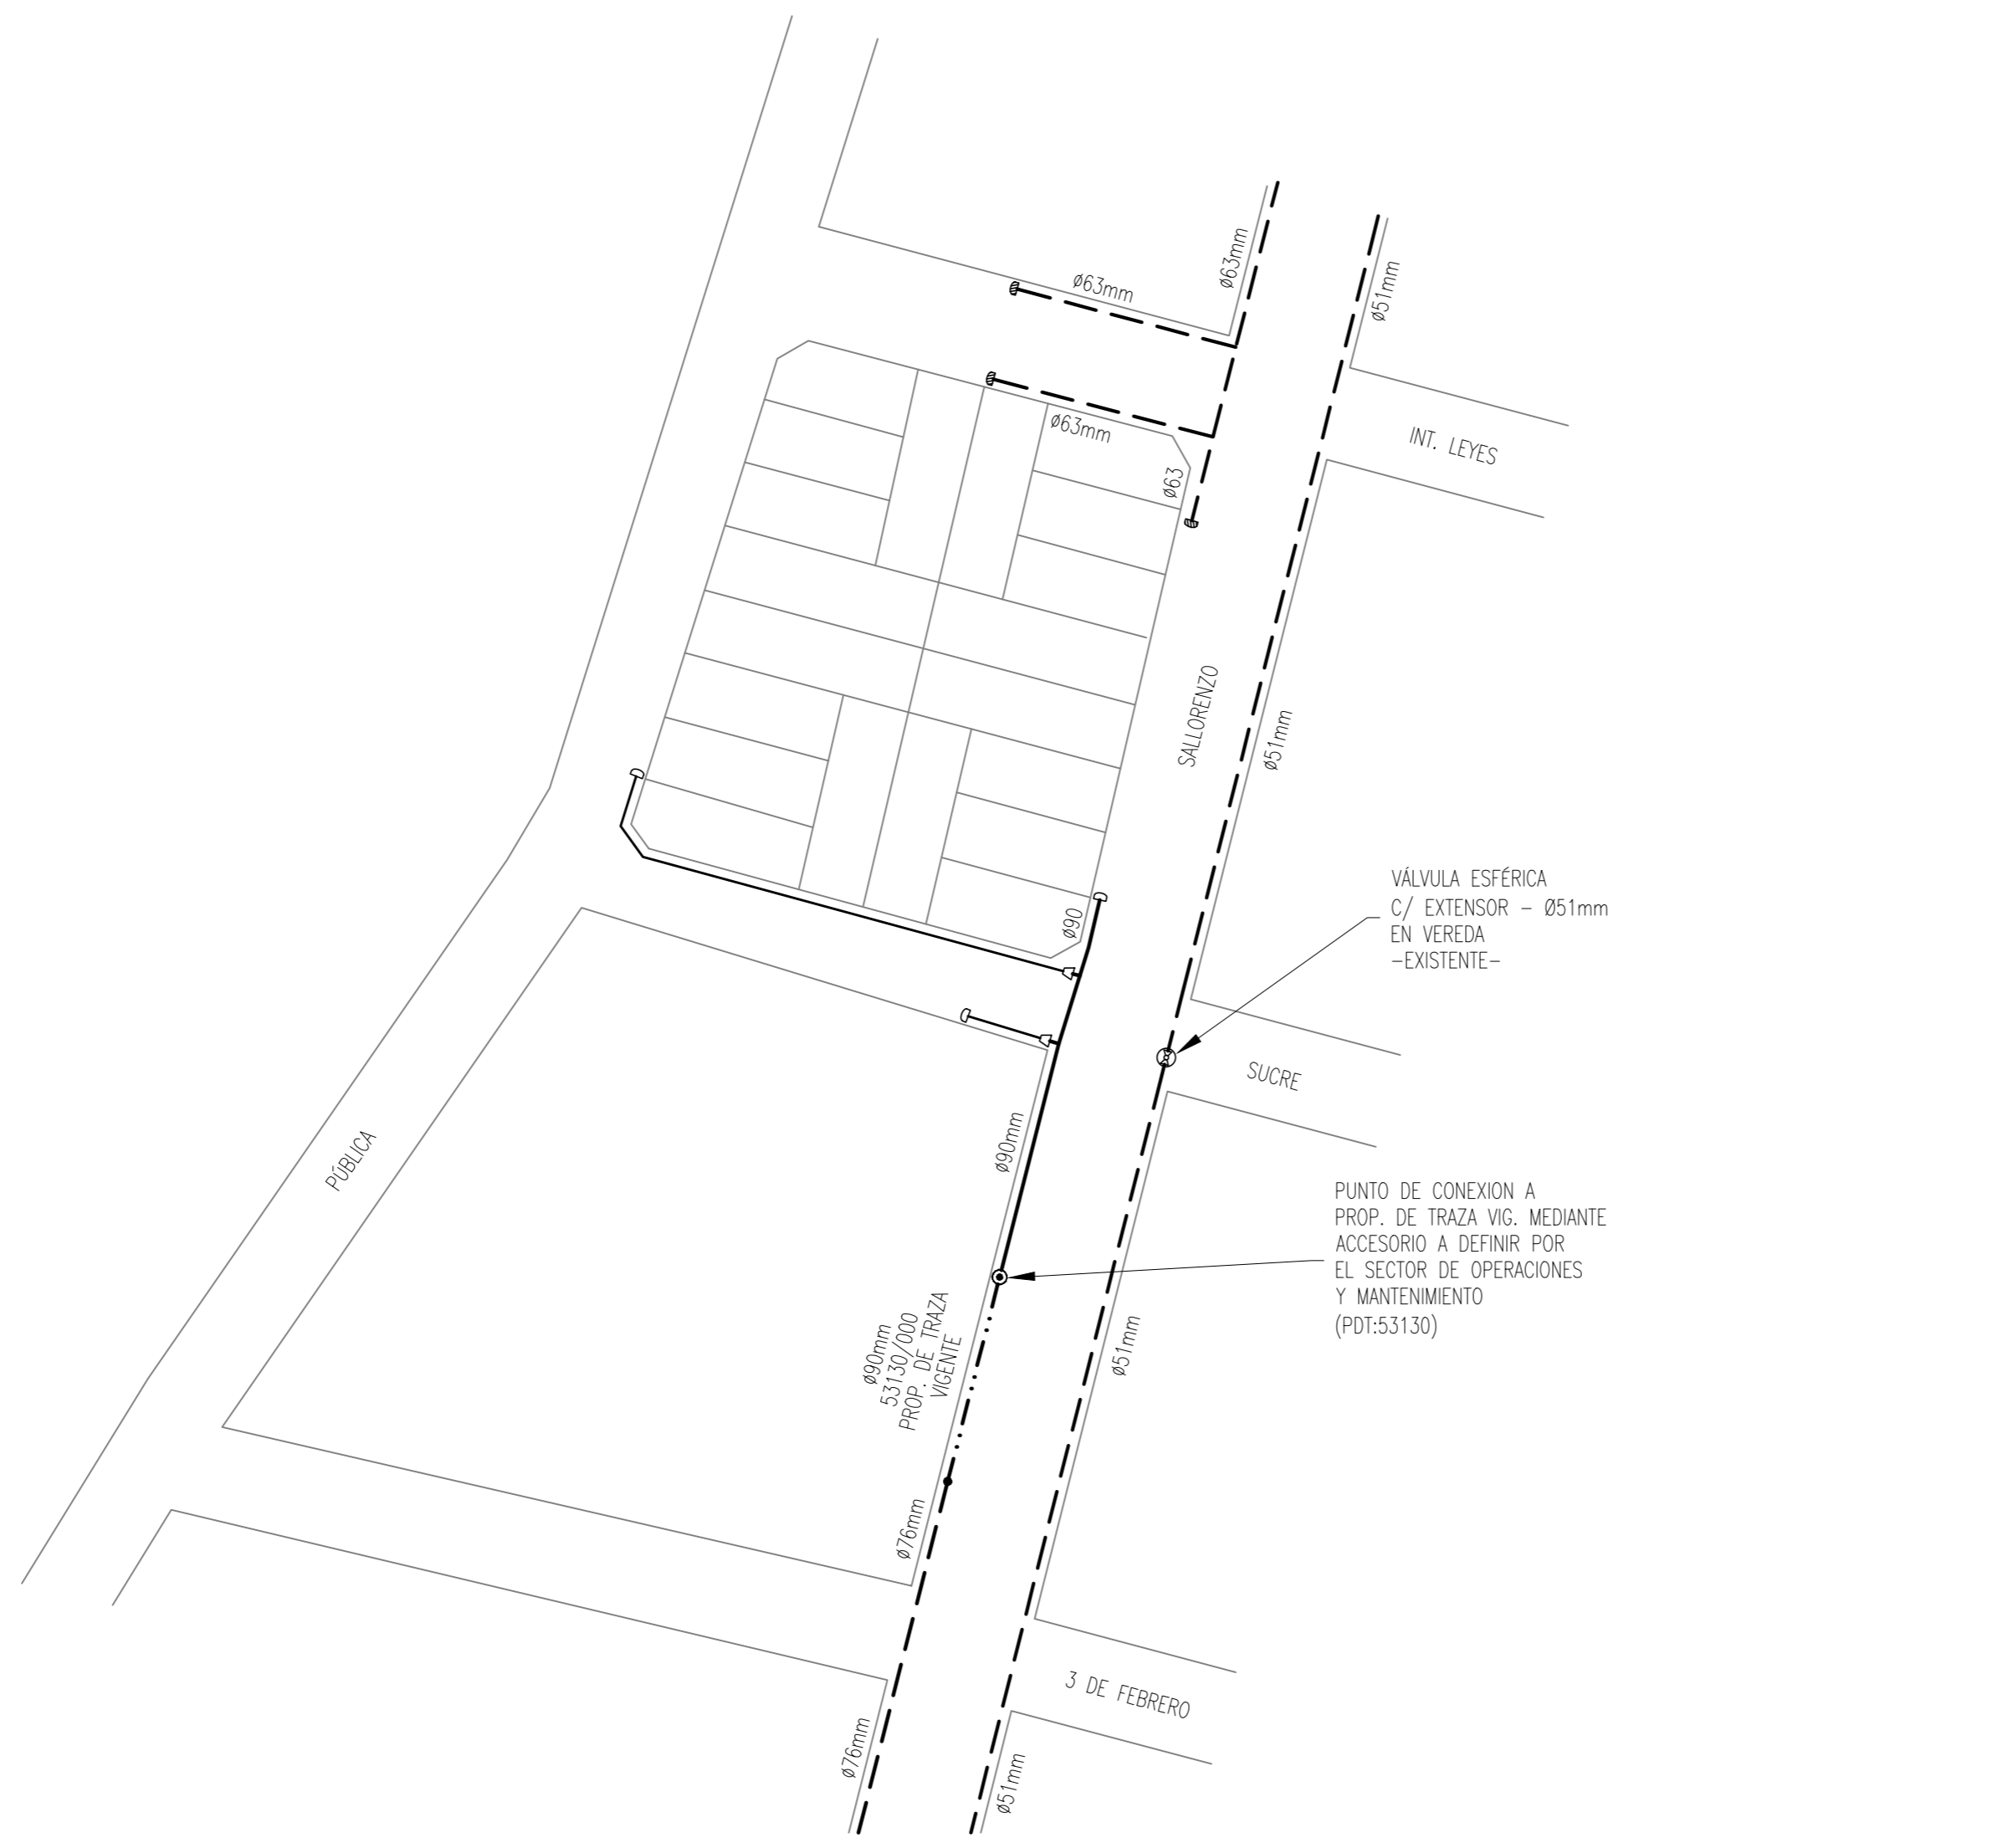 ø63mm
ø51mm
ø63mm
ø63mm
INT. LEYES
ø63
SALLORENZO
ø51mm
VÁLVULA ESFÉRICA
C/ EXTENSOR - Ø51mm
EN VEREDA
-EXISTENTE-
ø90
SUCRE
ø90mm
PÚBLICA
PUNTO DE CONEXION A
PROP. DE TRAZA VIG. MEDIANTE
ACCESORIO A DEFINIR POR
EL SECTOR DE OPERACIONES
Y MANTENIMIENTO
(PDT:53130)
ø90mm
53130/000
PROP. DE TRAZA
VIGENTE
ø51mm
ø76mm
3 DE FEBRERO
ø76mm
ø51mm